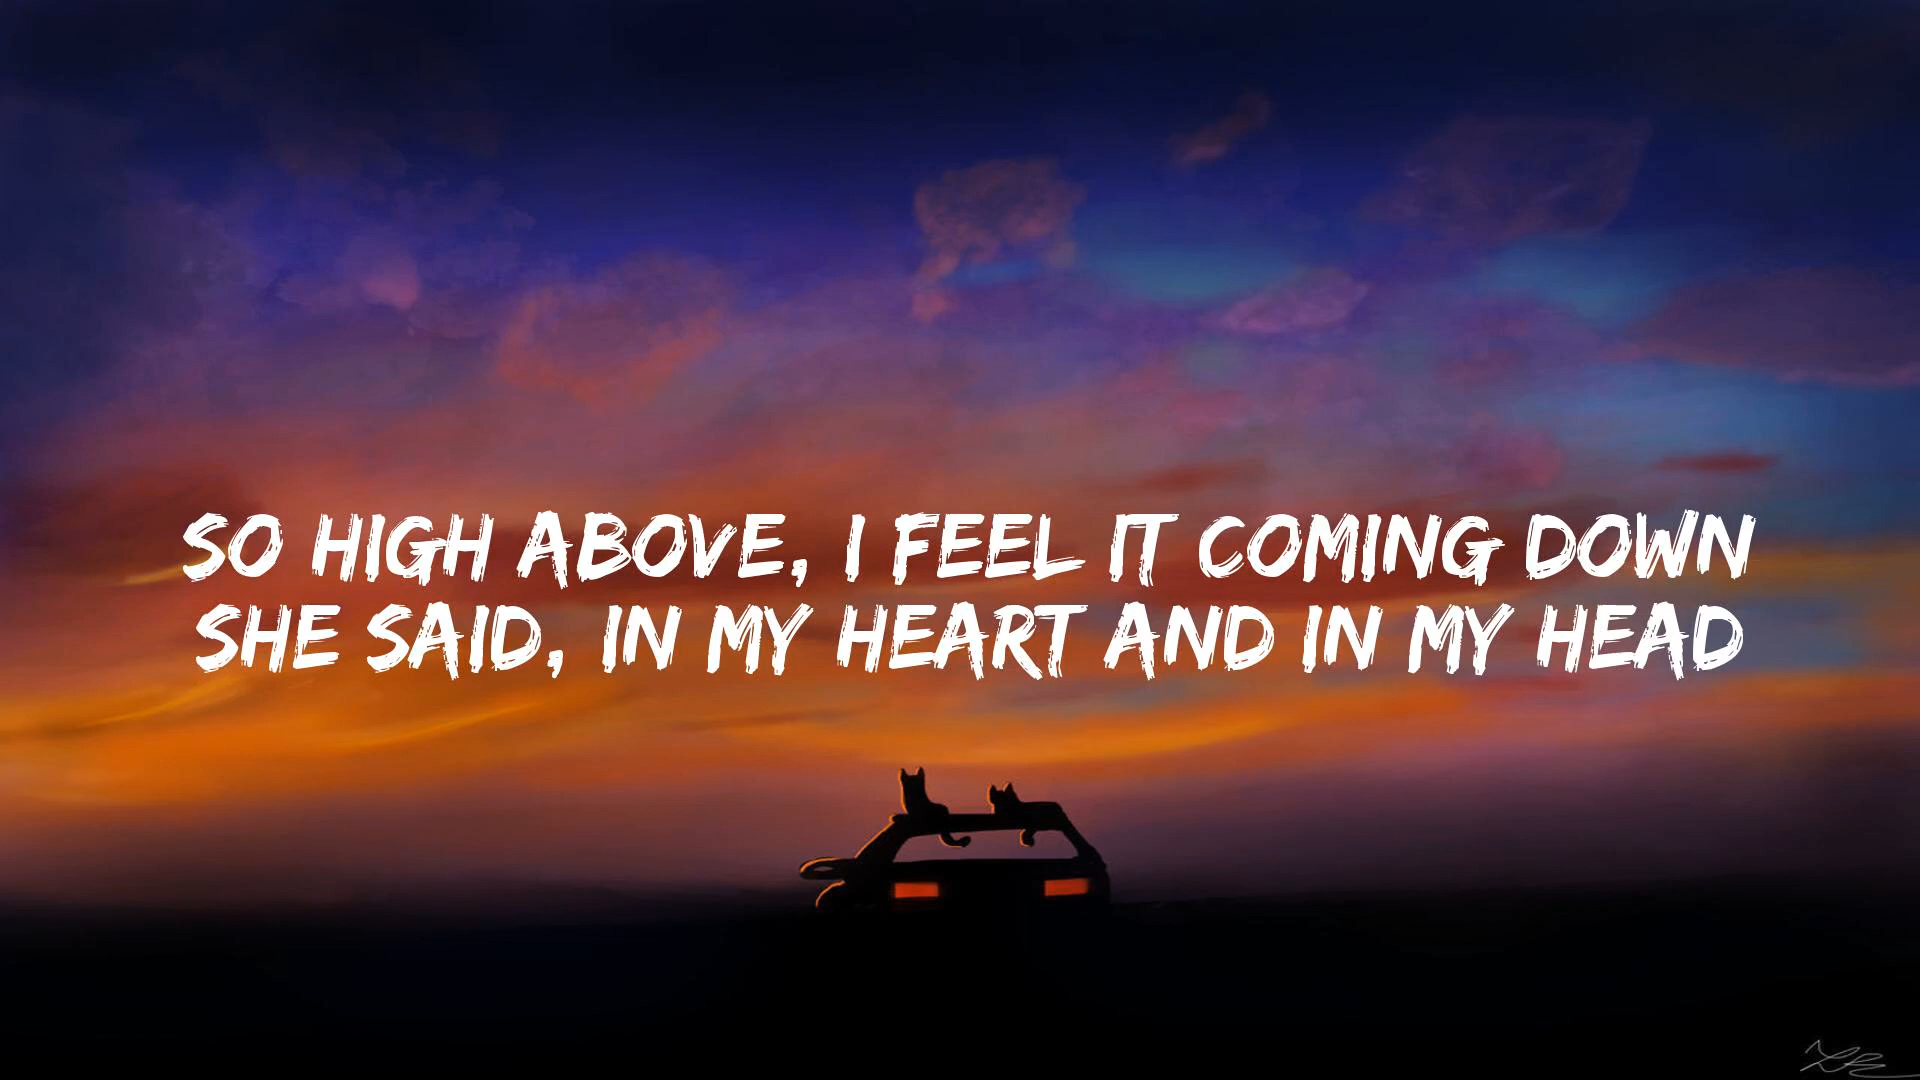 SO HIGH ABOVE, I FEEL IT COMING DOWN
SHE SAID, IN MY HEART AND IN MY HEAD